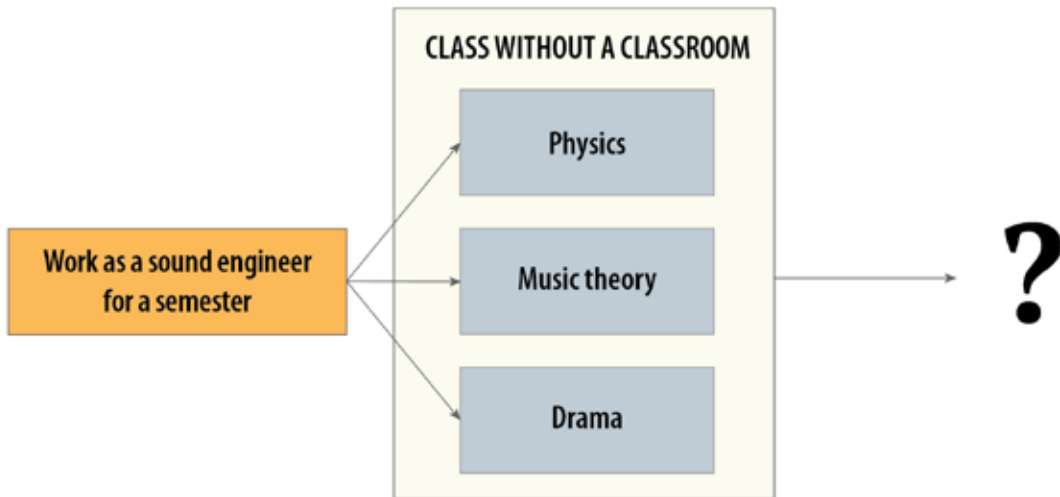 CLASS WITHOUT A CLASSROOM
Physics
Work as a sound engineer
for a semester
Music theory
Drama
?